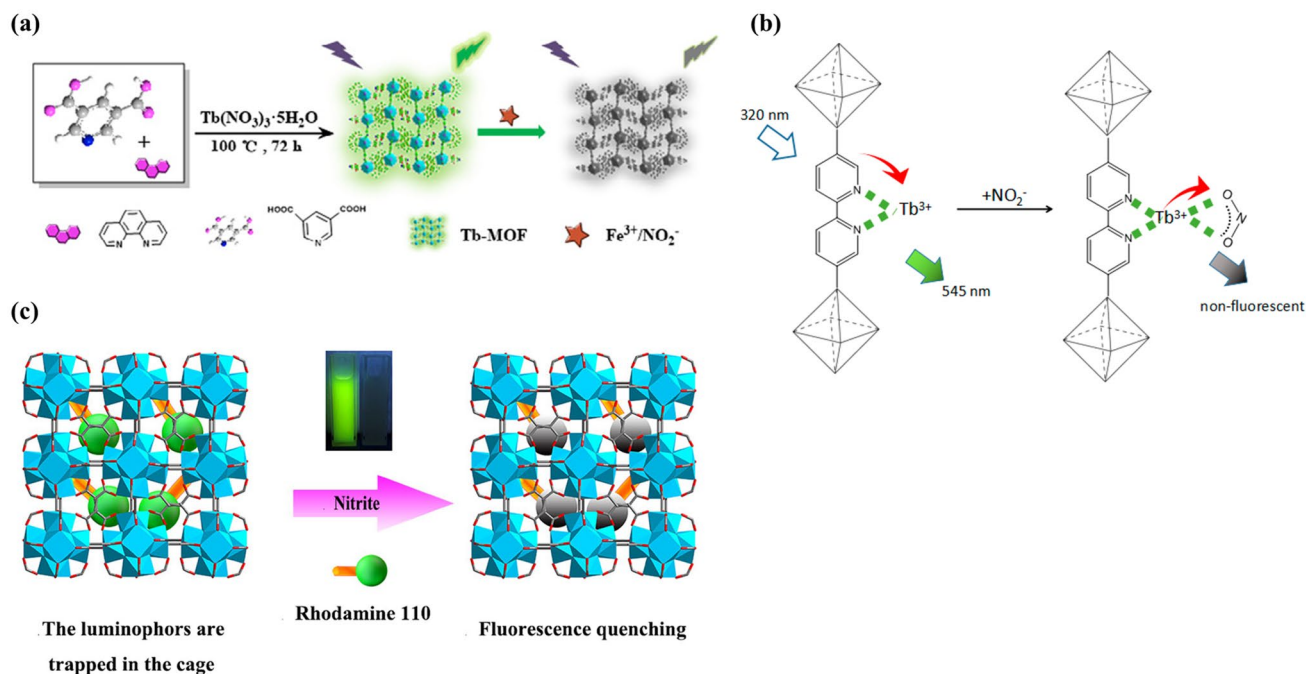 (a)
Tb(NO₃)₃·5H₂O
100 ℃ , 72 h
+
HOOC
COOH
N
N
N
Tb-MOF
Fe³⁺/NO₂⁻
(b)
320 nm
N
N
Tb³⁺
545 nm
+NO₂⁻
N
N
Tb³⁺
O
N
O
non-fluorescent
(c)
Nitrite
Rhodamine 110
The luminophors are
trapped in the cage
Fluorescence quenching